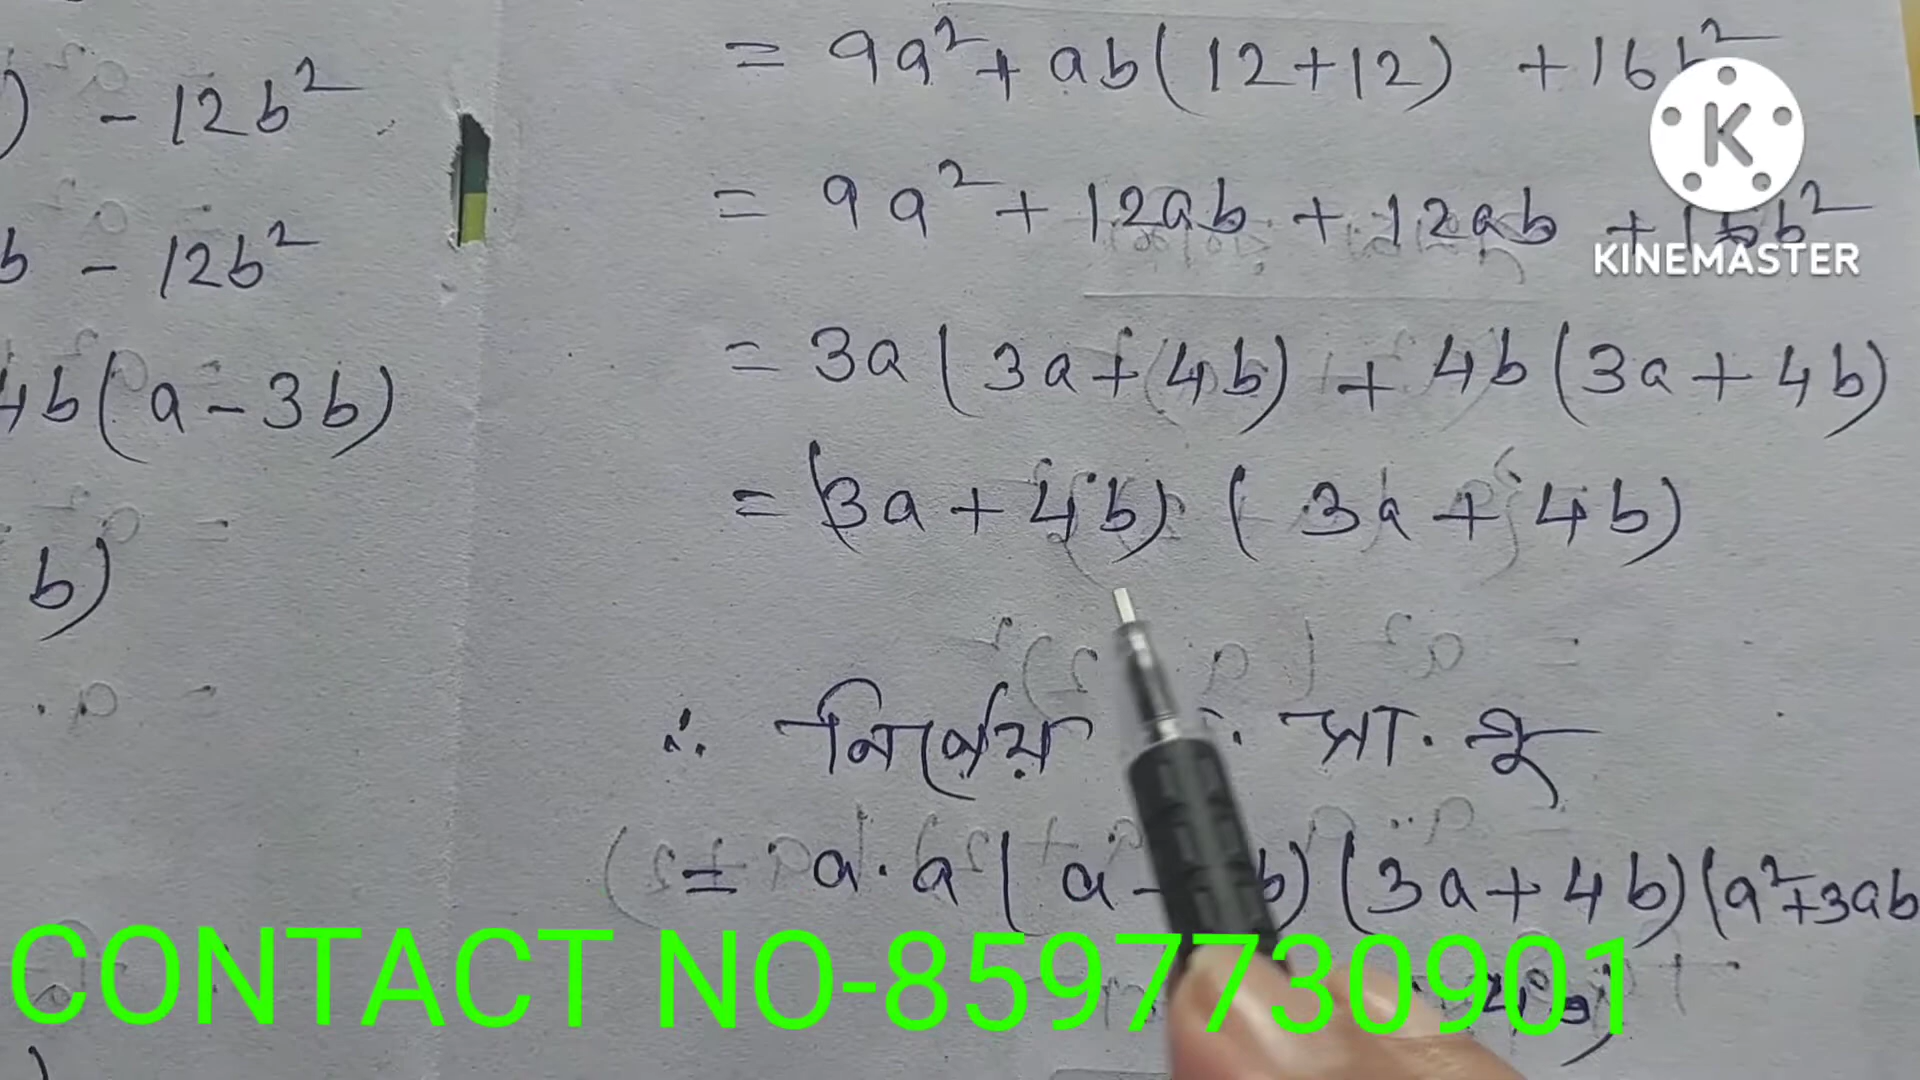 ) - 12b²
b - 12b²
4b(a - 3b)
b)
= 9a² + ab(12+12) + 16b²
= 9a² + 12ab + 12ab + 16b²
= 3a(3a + 4b) + 4b(3a + 4b)
= (3a + 4b) (3a + 4b)
∴ নির্ণেয় . সা. গু
= a.a(a - b)(3a + 4b)(a²+3ab
K
KINEMASTER
CONTACT NO-8597730901